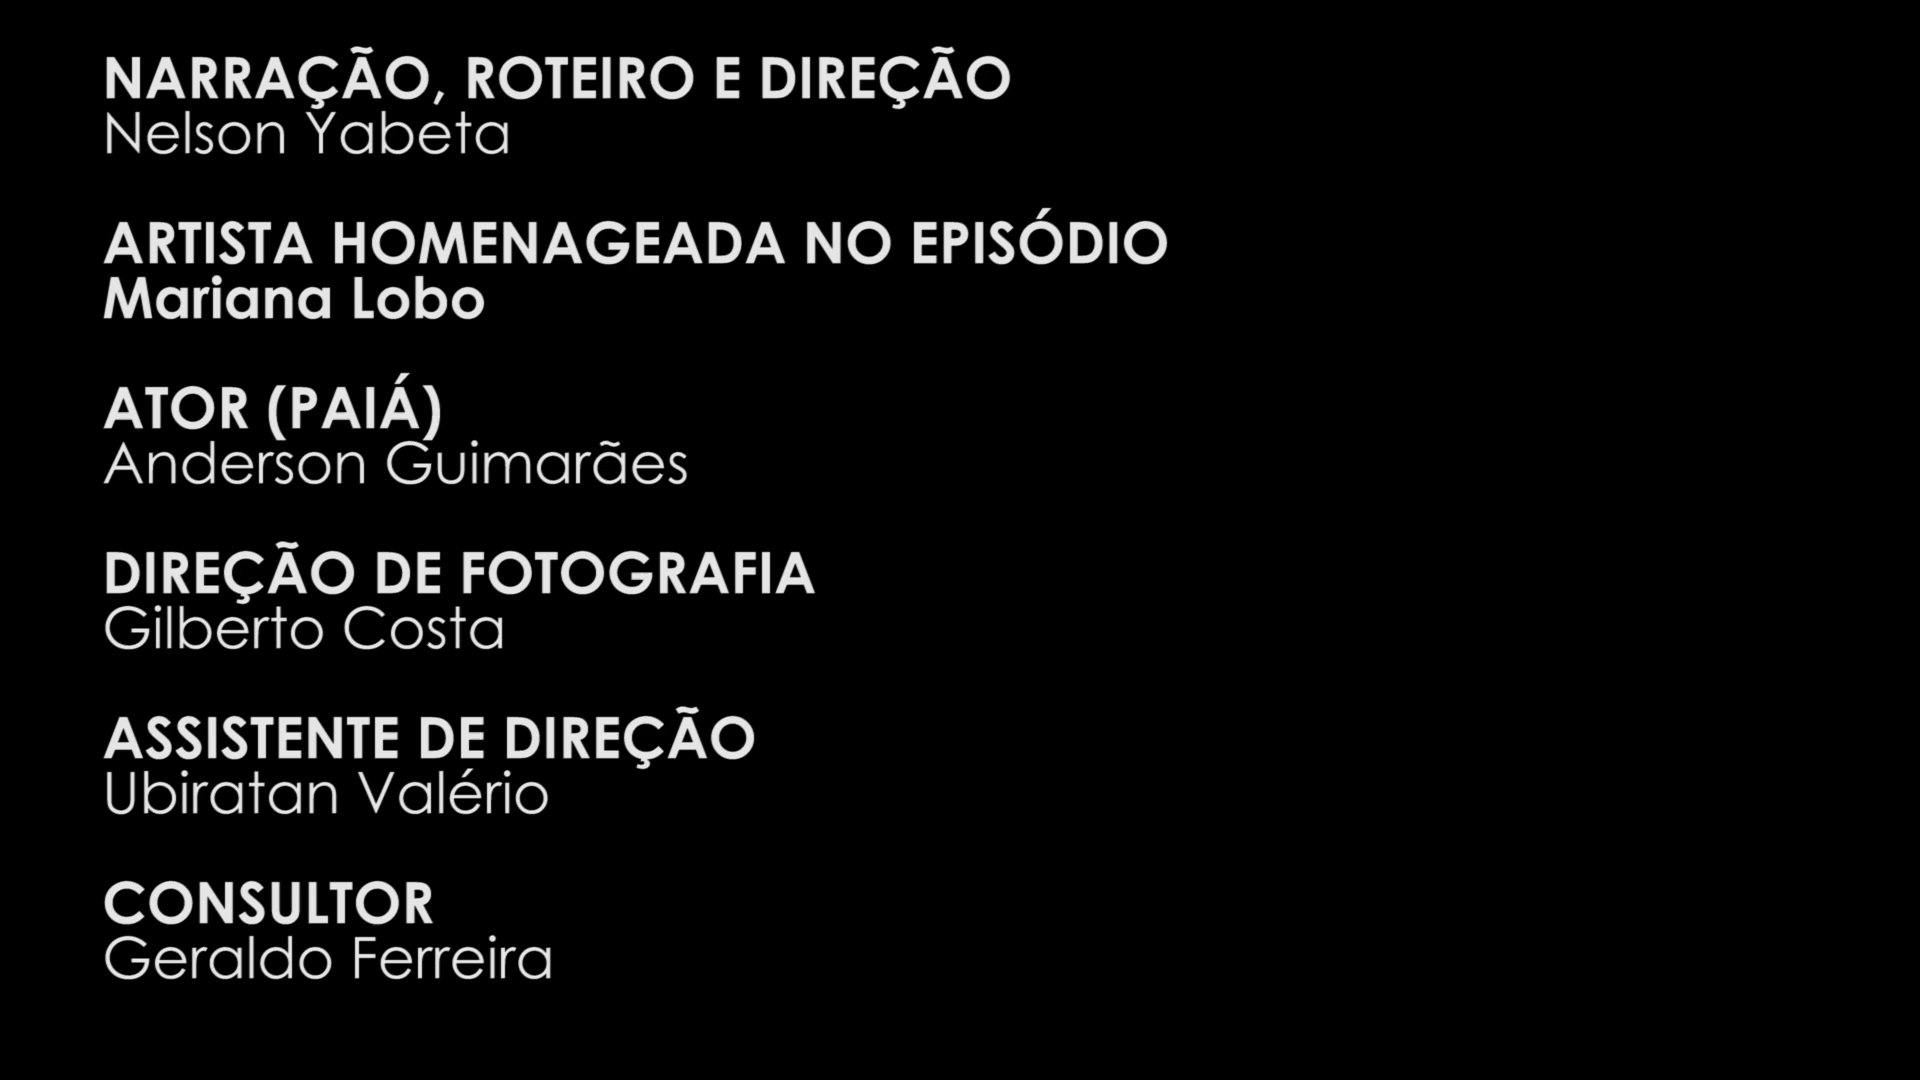 NARRAÇÃO, ROTEIRO E DIREÇÃO
Nelson Yabeta
ARTISTA HOMENAGEADA NO EPISÓDIO
Mariana Lobo
ATOR (PAIÁ)
Anderson Guimarães
DIREÇÃO DE FOTOGRAFIA
Gilberto Costa
ASSISTENTE DE DIREÇÃO
Ubiratan Valério
CONSULTOR
Geraldo Ferreira